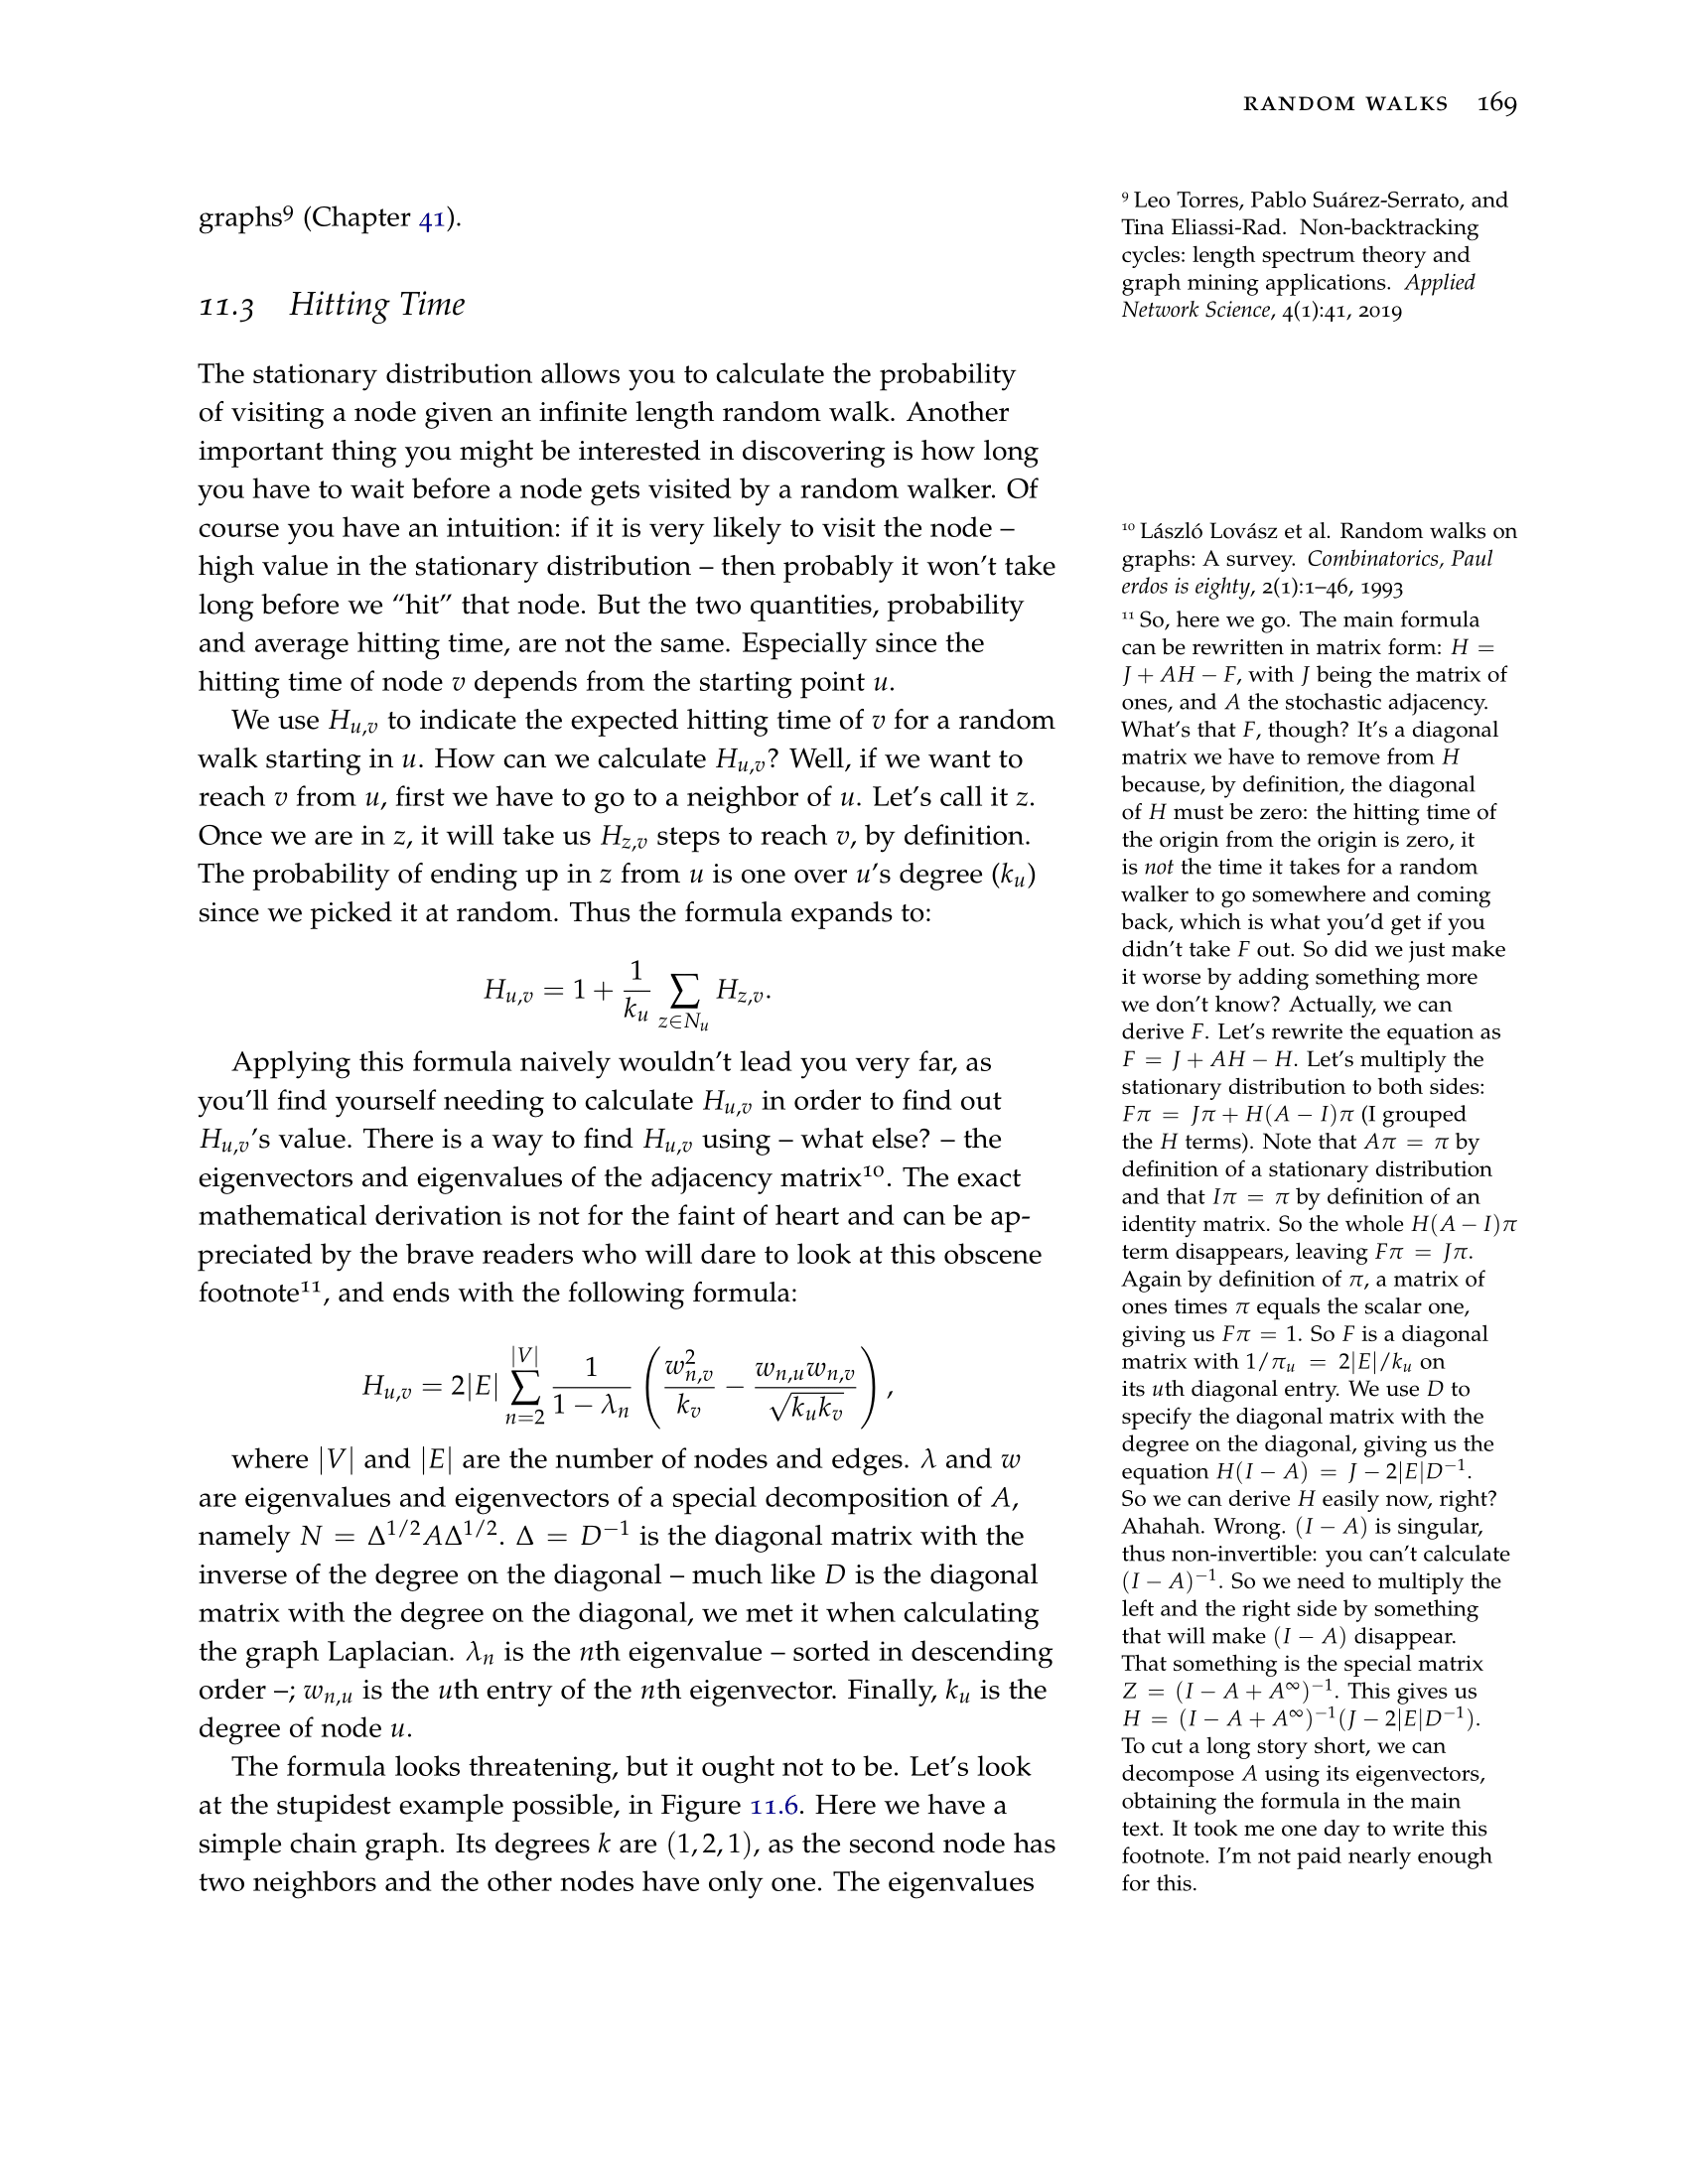 RANDOM WALKS 169
graphs⁹ (Chapter 41).
11.3 Hitting Time
The stationary distribution allows you to calculate the probability
of visiting a node given an infinite length random walk. Another
important thing you might be interested in discovering is how long
you have to wait before a node gets visited by a random walker. Of
course you have an intuition: if it is very likely to visit the node –
high value in the stationary distribution – then probably it won't take
long before we “hit” that node. But the two quantities, probability
and average hitting time, are not the same. Especially since the
hitting time of node v depends from the starting point u.
We use H_{u,v} to indicate the expected hitting time of v for a random
walk starting in u. How can we calculate H_{u,v}? Well, if we want to
reach v from u, first we have to go to a neighbor of u. Let's call it z.
Once we are in z, it will take us H_{z,v} steps to reach v, by definition.
The probability of ending up in z from u is one over u's degree (k_u)
since we picked it at random. Thus the formula expands to:
H_{u,v} = 1 + \frac{1}{k_u} \sum_{z∈N_u} H_{z,v}.
Applying this formula naively wouldn't lead you very far, as
you'll find yourself needing to calculate H_{u,v} in order to find out
H_{u,v}'s value. There is a way to find H_{u,v} using – what else? – the
eigenvectors and eigenvalues of the adjacency matrix¹⁰. The exact
mathematical derivation is not for the faint of heart and can be ap-
preciated by the brave readers who will dare to look at this obscene
footnote¹¹, and ends with the following formula:
H_{u,v} = 2|E| \sum_{n=2}^{|V|} \frac{1}{1 − λ_n} \left( \frac{w_{n,v}^2}{k_v} − \frac{w_{n,u}w_{n,v}}{\sqrt{k_u k_v}} \right),
where |V| and |E| are the number of nodes and edges. λ and w
are eigenvalues and eigenvectors of a special decomposition of A,
namely N = Δ^{1/2}AΔ^{1/2}. Δ = D^{−1} is the diagonal matrix with the
inverse of the degree on the diagonal – much like D is the diagonal
matrix with the degree on the diagonal, we met it when calculating
the graph Laplacian. λ_n is the nth eigenvalue – sorted in descending
order –; w_{n,u} is the uth entry of the nth eigenvector. Finally, k_u is the
degree of node u.
The formula looks threatening, but it ought not to be. Let's look
at the stupidest example possible, in Figure 11.6. Here we have a
simple chain graph. Its degrees k are (1, 2, 1), as the second node has
two neighbors and the other nodes have only one. The eigenvalues
⁹ Leo Torres, Pablo Suárez-Serrato, and
Tina Eliassi-Rad. Non-backtracking
cycles: length spectrum theory and
graph mining applications. Applied
Network Science, 4(1):41, 2019
¹⁰ László Lovász et al. Random walks on
graphs: A survey. Combinatorics, Paul
erdos is eighty, 2(1):1–46, 1993
¹¹ So, here we go. The main formula
can be rewritten in matrix form: H =
J + AH − F, with J being the matrix of
ones, and A the stochastic adjacency.
What's that F, though? It's a diagonal
matrix we have to remove from H
because, by definition, the diagonal
of H must be zero: the hitting time of
the origin from the origin is zero, it
is not the time it takes for a random
walker to go somewhere and coming
back, which is what you'd get if you
didn't take F out. So did we just make
it worse by adding something more
we don't know? Actually, we can
derive F. Let's rewrite the equation as
F = J + AH − H. Let's multiply the
stationary distribution to both sides:
Fπ = Jπ + H(A − I)π (I grouped
the H terms). Note that Aπ = π by
definition of a stationary distribution
and that Iπ = π by definition of an
identity matrix. So the whole H(A − I)π
term disappears, leaving Fπ = Jπ.
Again by definition of π, a matrix of
ones times π equals the scalar one,
giving us Fπ = 1. So F is a diagonal
matrix with 1/π_u = 2|E|/k_u on
its uth diagonal entry. We use D to
specify the diagonal matrix with the
degree on the diagonal, giving us the
equation H(I − A) = J − 2|E|D^{−1}.
So we can derive H easily now, right?
Ahahah. Wrong. (I − A) is singular,
thus non-invertible: you can't calculate
(I − A)^{−1}. So we need to multiply the
left and the right side by something
that will make (I − A) disappear.
That something is the special matrix
Z = (I − A + A^∞)^{−1}. This gives us
H = (I − A + A^∞)^{−1}(J − 2|E|D^{−1}).
To cut a long story short, we can
decompose A using its eigenvectors,
obtaining the formula in the main
text. It took me one day to write this
footnote. I'm not paid nearly enough
for this.